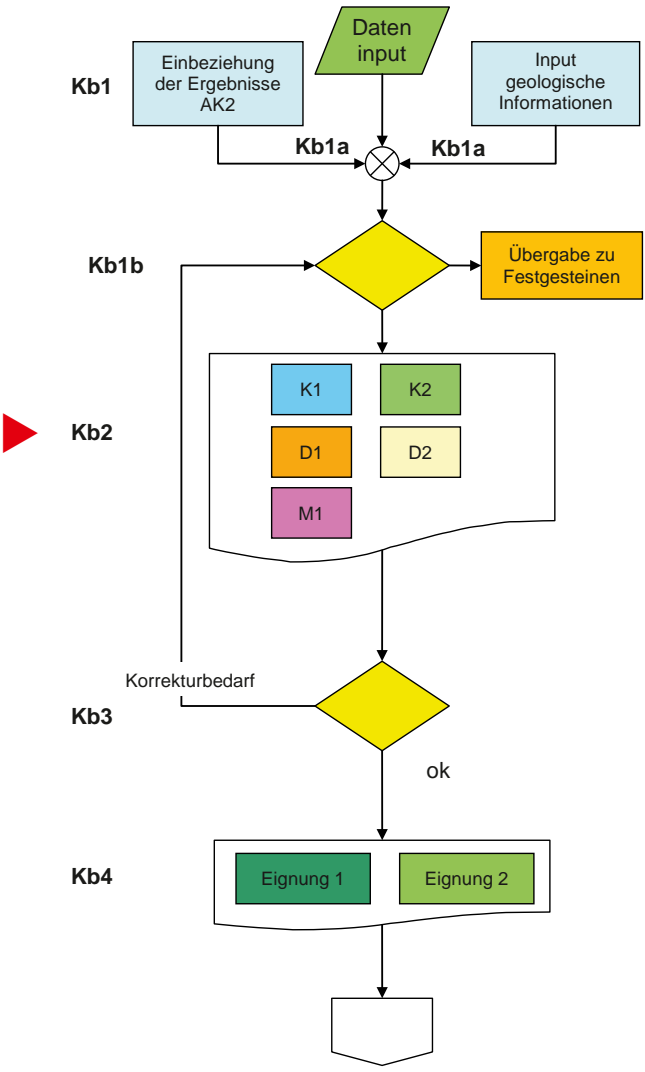 Daten
input
Einbeziehung
der Ergebnisse
AK2
Input
geologische
Informationen
Kb1
Kb1a
Kb1a
Kb1b
Übergabe zu
Festgesteinen
K1
K2
Kb2
D1
D2
M1
Korrekturbedarf
Kb3
ok
Kb4
Eignung 1
Eignung 2